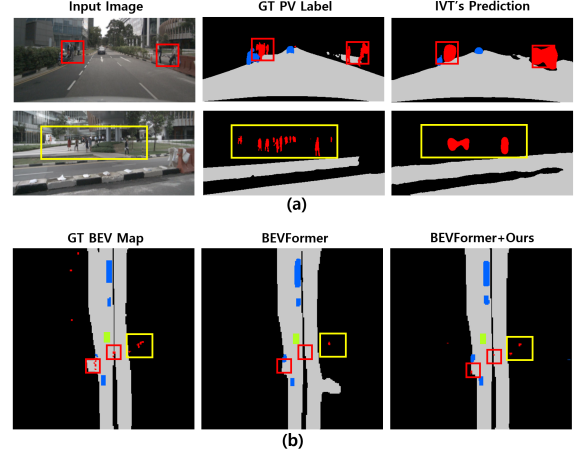 Input Image GT PV Label IVT's Prediction
(a)
GT BEV Map BEVFormer BEVFormer+Ours
(b)